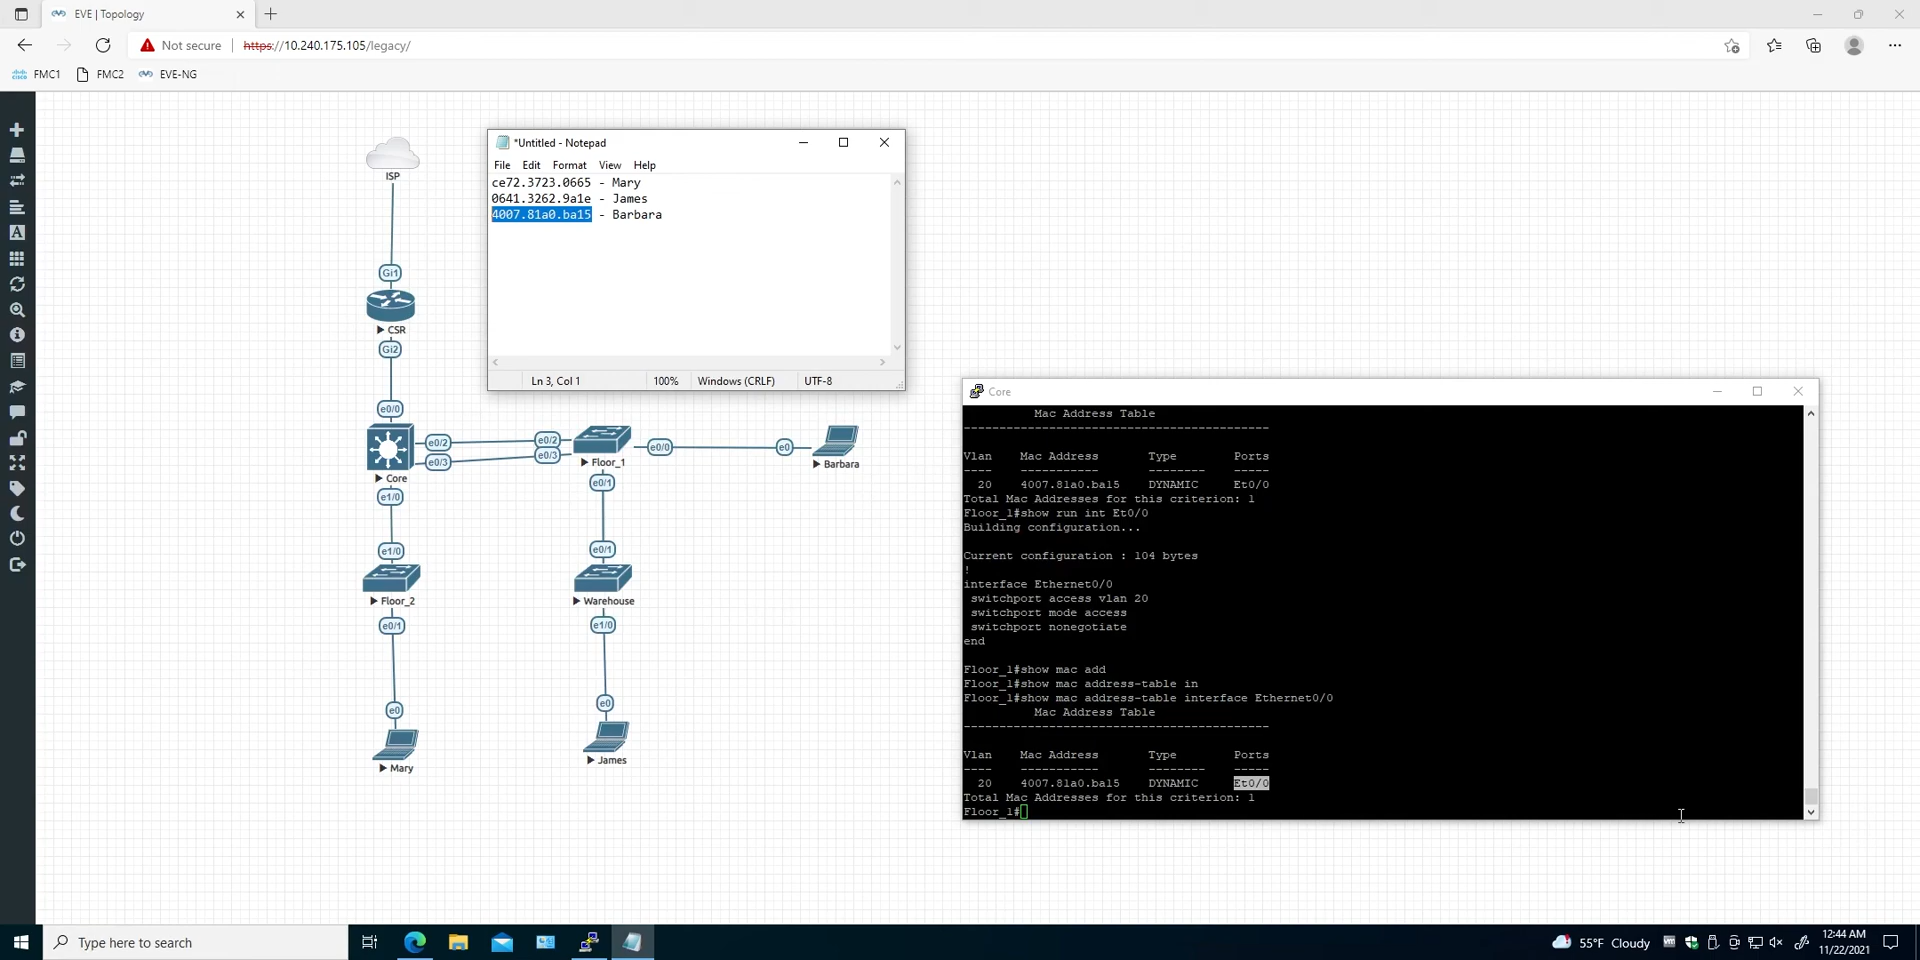 EVE | Topology
Not secure
https://10.240.175.105/legacy/
FMC1
FMC2
EVE-NG
ISP
Gi1
CSR
Gi2
e0/0
e0/2
e0/2
e0/3
e0/3
Core
Floor_1
e0/0
e0
Barbara
e1/0
e0/1
e1/0
e0/1
Floor_2
Warehouse
e0/1
e1/0
e0
e0
Mary
James
*Untitled - Notepad
File Edit Format View Help
ce72.3723.0665 - Mary
0641.3262.9a1e - James
4007.81a0.ba15 - Barbara
Ln 3, Col 1 100% Windows (CRLF) UTF-8
Core
Mac Address Table
-------------------------------------------
Vlan Mac Address Type Ports
---- ----------- -------- -----
20 4007.81a0.ba15 DYNAMIC Et0/0
Total Mac Addresses for this criterion: 1
Floor_1#show run int Et0/0
Building configuration...
Current configuration : 104 bytes
!
interface Ethernet0/0
switchport access vlan 20
switchport mode access
switchport nonegotiate
end
Floor_1#show mac add
Floor_1#show mac address-table in
Floor_1#show mac address-table interface Ethernet0/0
Mac Address Table
-------------------------------------------
Vlan Mac Address Type Ports
---- ----------- -------- -----
20 4007.81a0.ba15 DYNAMIC Et0/0
Total Mac Addresses for this criterion: 1
Floor_1#
Type here to search
55°F Cloudy
12:44 AM
11/22/2021